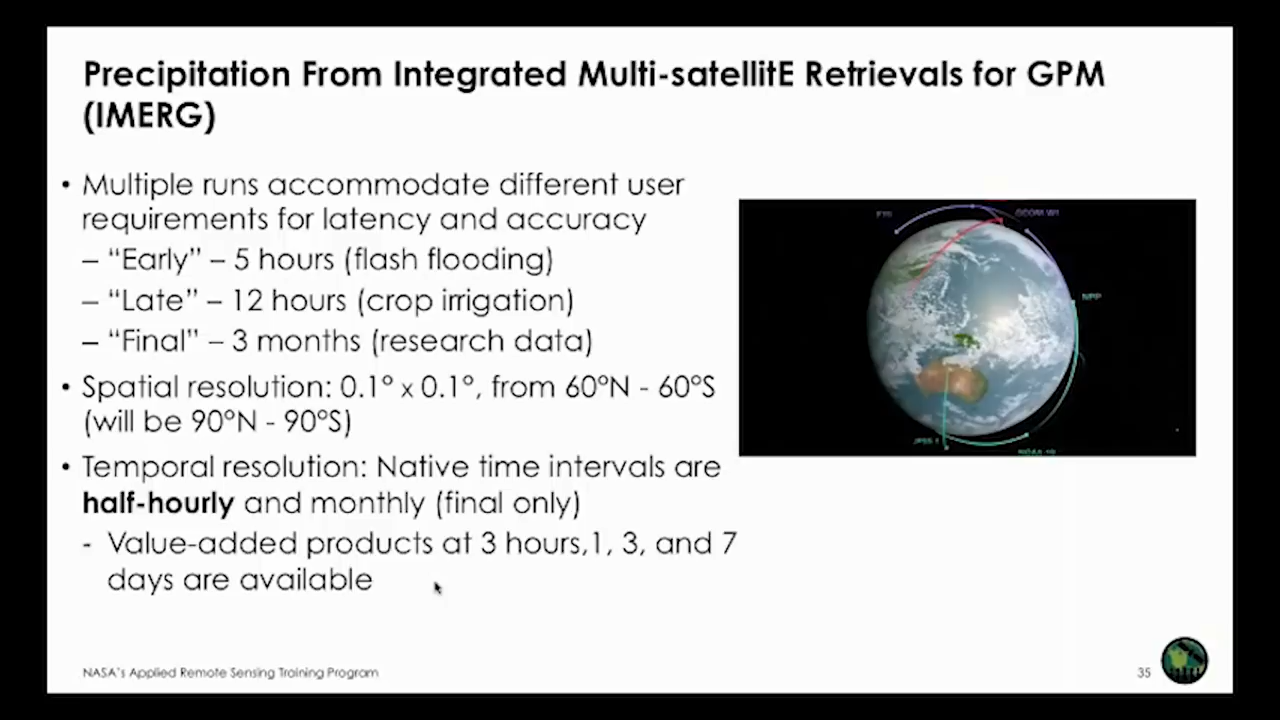 Precipitation From Integrated Multi-satellitE Retrievals for GPM
(IMERG)
• Multiple runs accommodate different user
requirements for latency and accuracy
– “Early” – 5 hours (flash flooding)
– “Late” – 12 hours (crop irrigation)
– “Final” – 3 months (research data)
• Spatial resolution: 0.1° x 0.1°, from 60°N - 60°S
(will be 90°N - 90°S)
• Temporal resolution: Native time intervals are
half-hourly and monthly (final only)
- Value-added products at 3 hours,1, 3, and 7
days are available
GCOM W1
NPP
JPSS 1
NASA's Applied Remote Sensing Training Program
35